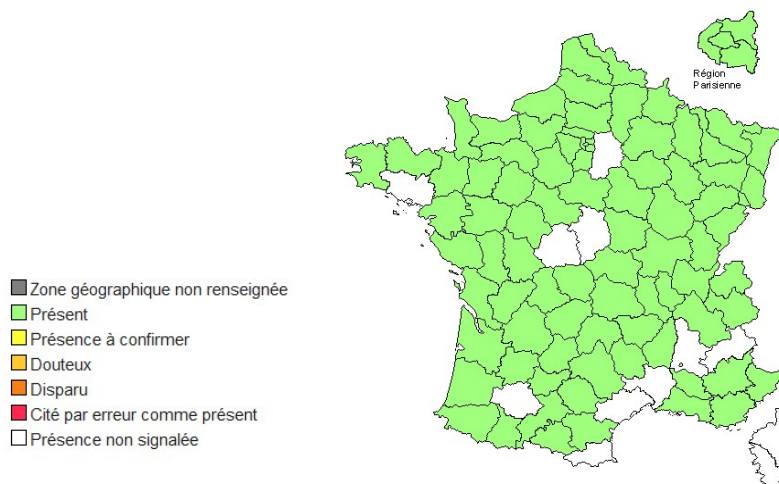 Région
Parisienne
Zone géographique non renseignée
Présent
Présence à confirmer
Douteux
Disparu
Cité par erreur comme présent
Présence non signalée